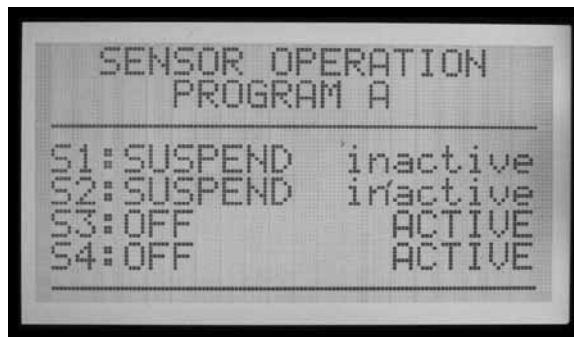 SENSOR OPERATION
PROGRAM A
S1:SUSPEND inactive
S2:SUSPEND inactive
S3:OFF ACTIVE
S4:OFF ACTIVE